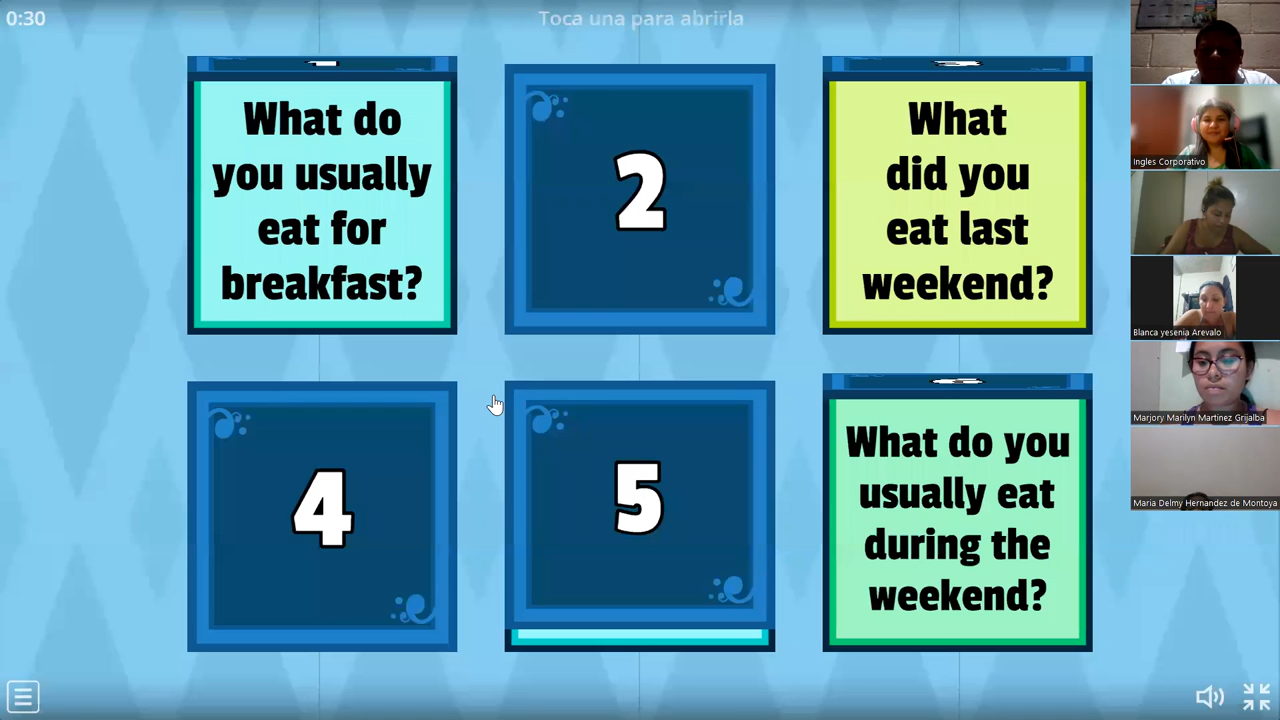 0:30
Toca una para abrirla
What do
you usually
eat for
breakfast?
2
What
did you
eat last
weekend?
4
5
What do you
usually eat
during the
weekend?
Ingles Corporativo
Blanca yesenia Arevalo
Marjory Marilyn Martinez Grijalba
Maria Delmy Hernandez de Montoya